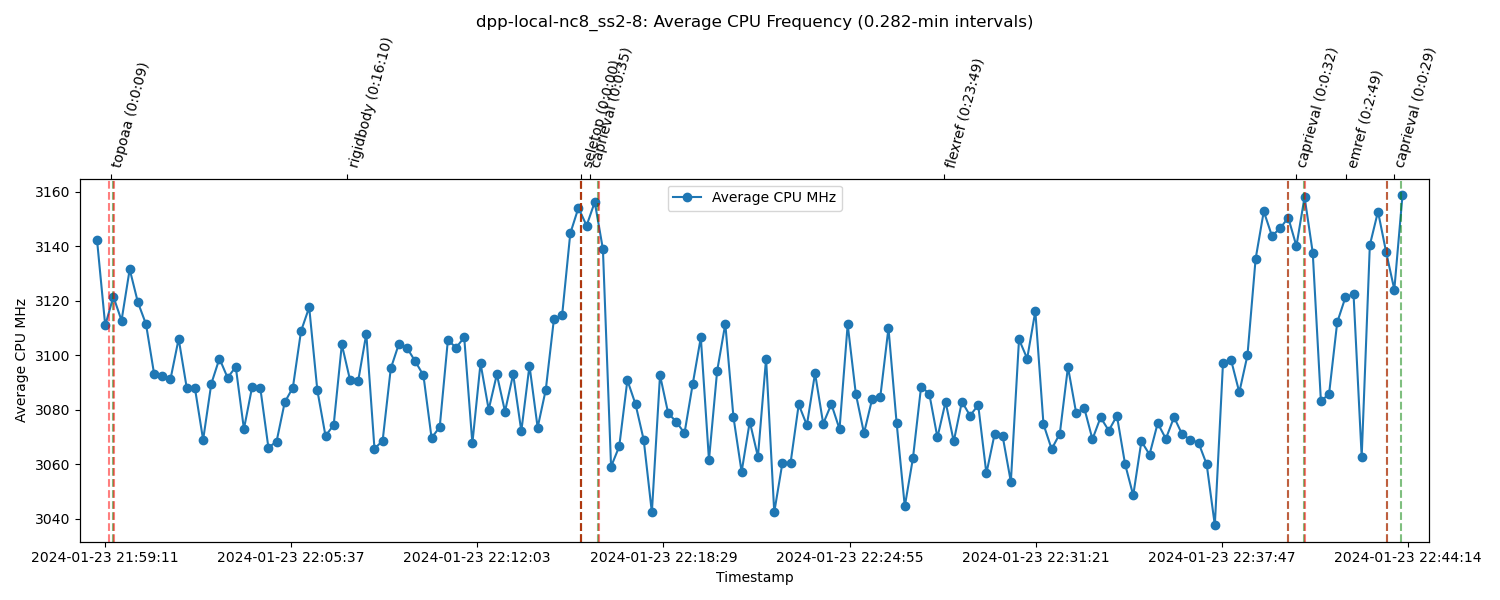 dpp-local-nc8_ss2-8: Average CPU Frequency (0.282-min intervals)
topoaa (0:0:09)
rigidbody (0:16:10)
seletop (0:0:00)
caprieval (0:0:35)
flexref (0:23:49)
caprieval (0:0:32)
emref (0:2:49)
caprieval (0:0:29)
Average CPU MHz
Average CPU MHz
3160
3140
3120
3100
3080
3060
3040
2024-01-23 21:59:11
2024-01-23 22:05:37
2024-01-23 22:12:03
2024-01-23 22:18:29
2024-01-23 22:24:55
2024-01-23 22:31:21
2024-01-23 22:37:47
2024-01-23 22:44:14
Timestamp